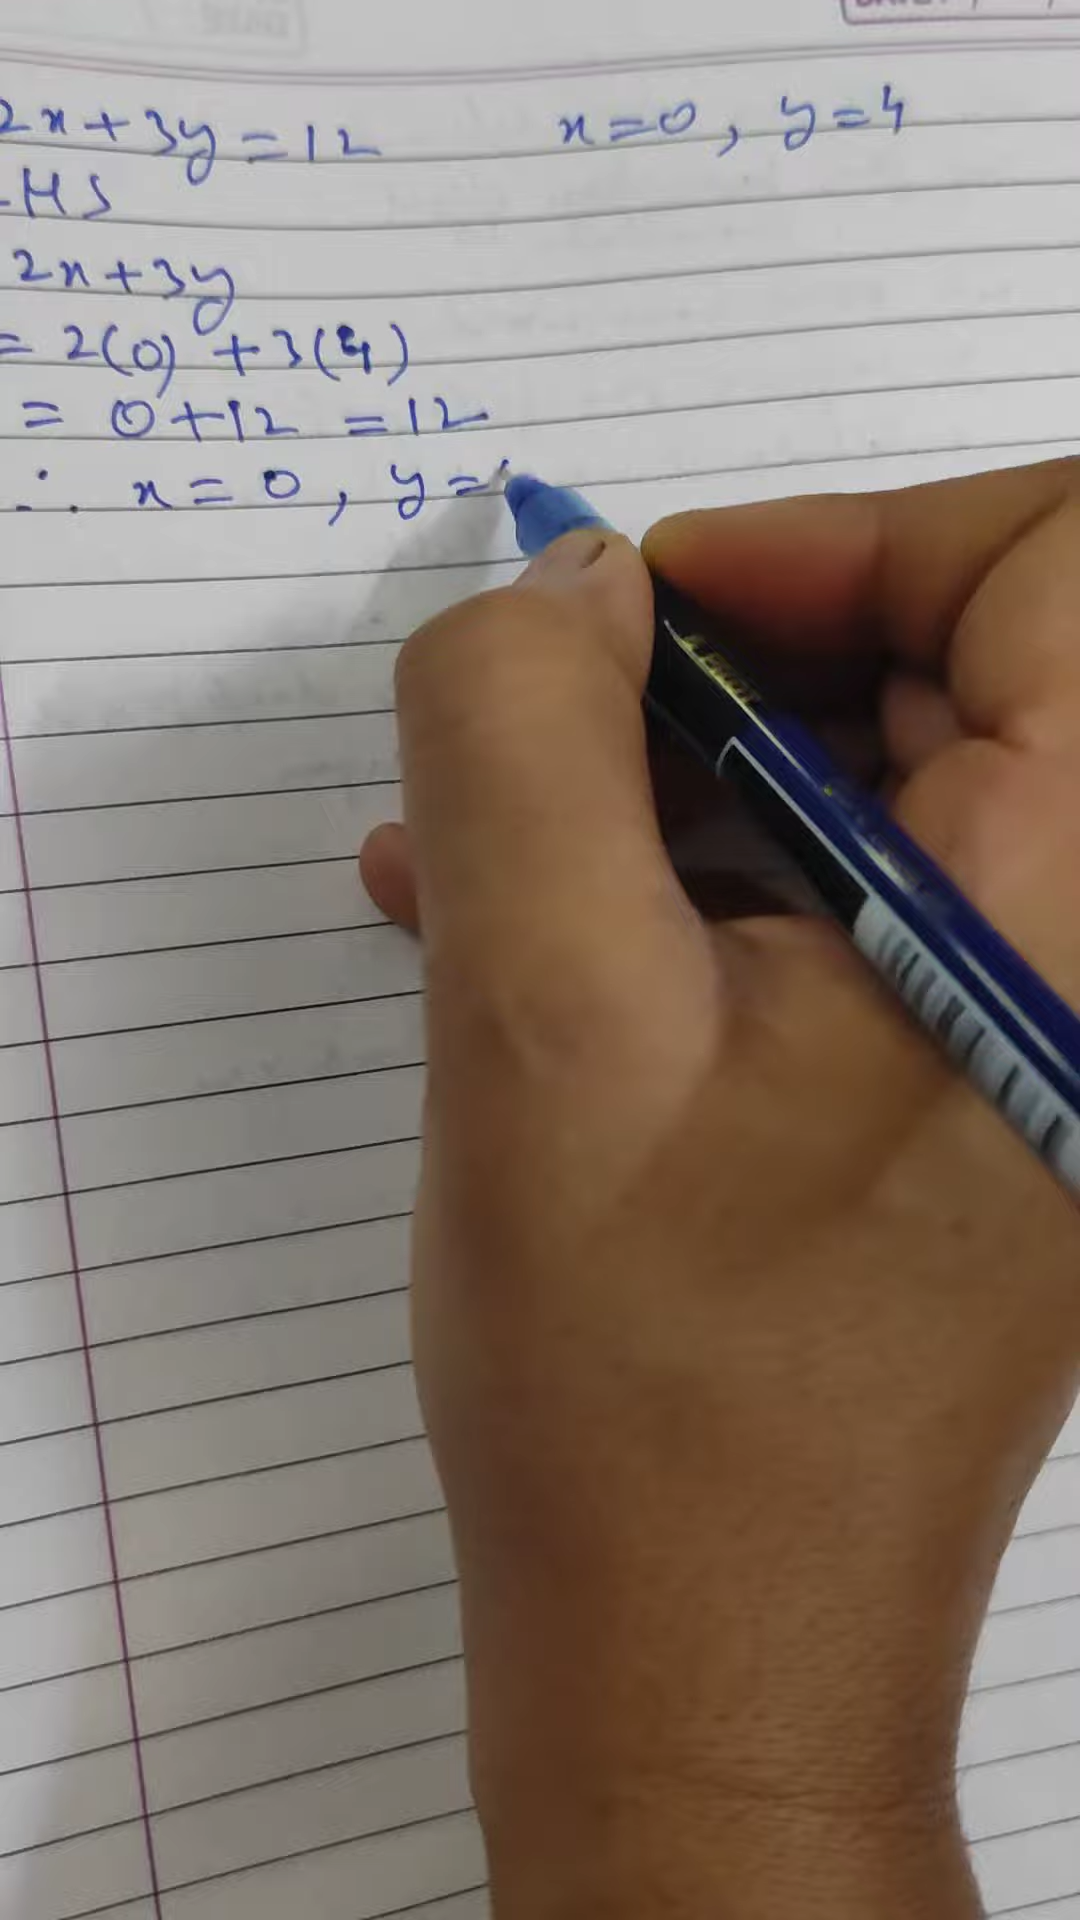 2x+3y=12 x=0, y=4
LHS
2x+3y
= 2(0) +3(4)
= 0+12 =12
∴ x=0, y=